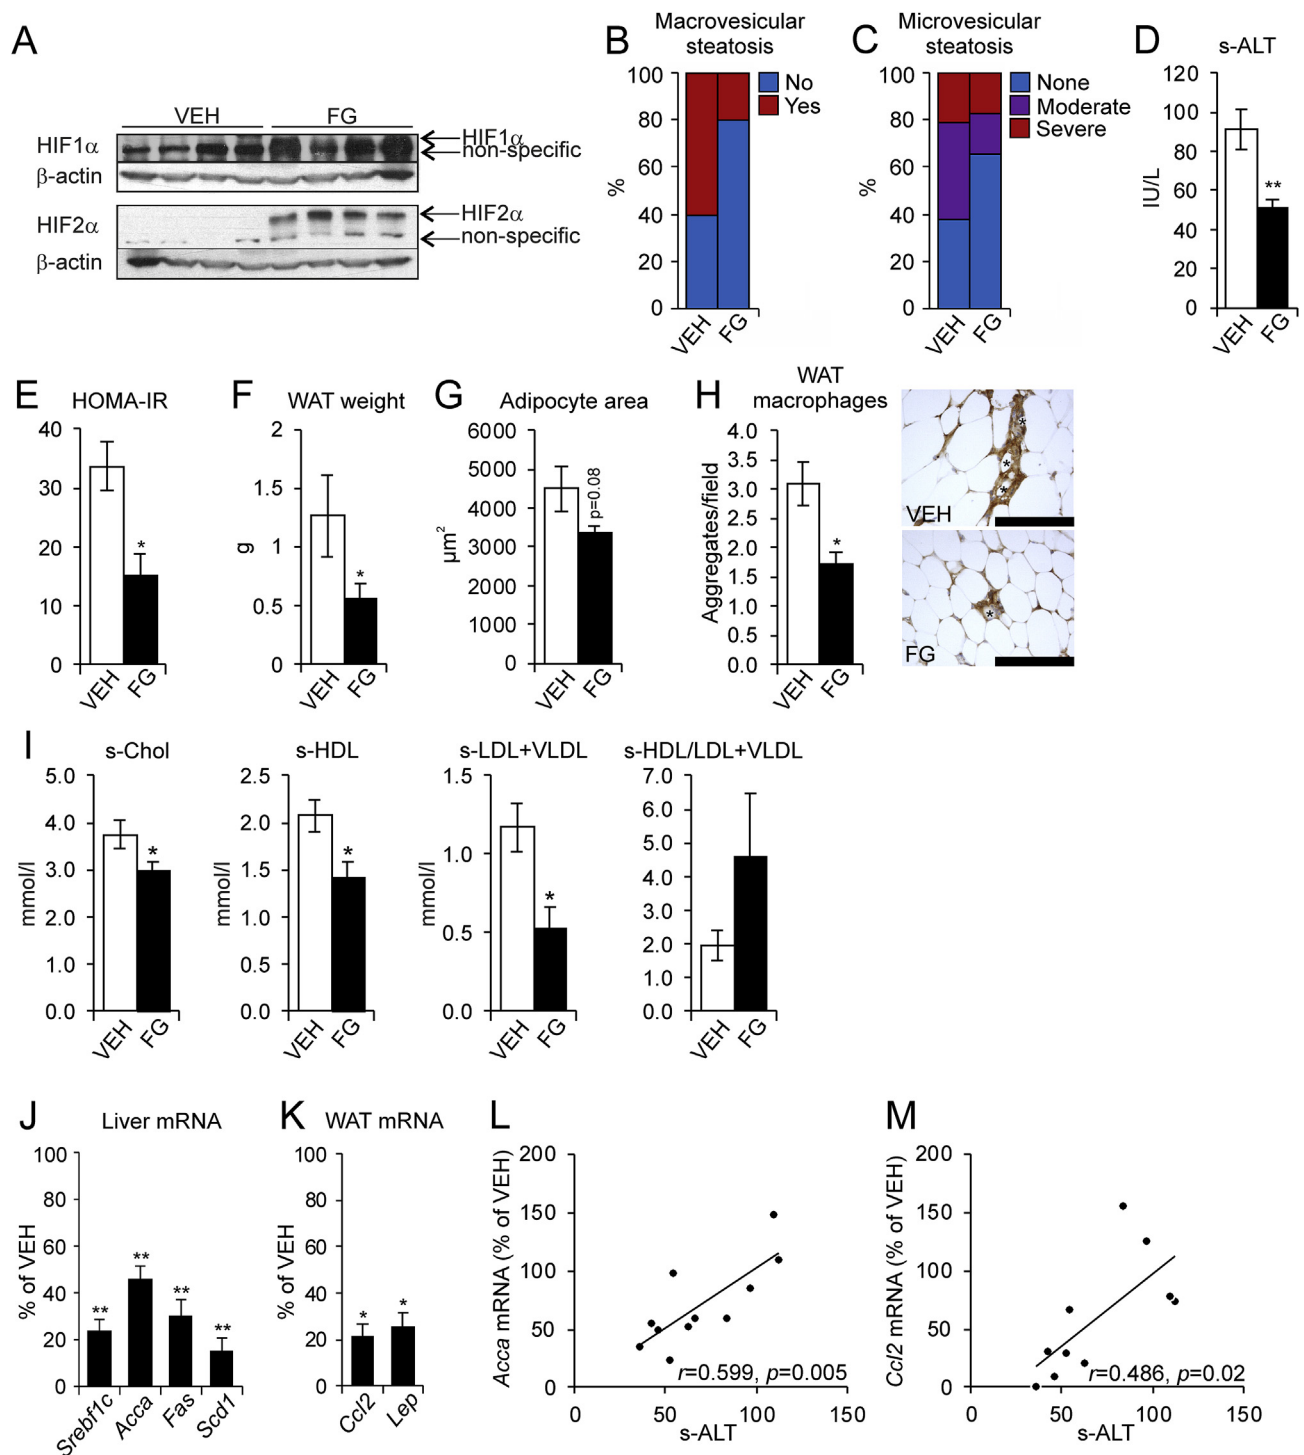 A
VEH FG
HIF1α
HIF1α
non-specific
β-actin
HIF2α
HIF2α
non-specific
β-actin
B
Macrovesicular
steatosis
No
Yes
%
100
80
60
40
20
0
VEH
FG
C
Microvesicular
steatosis
None
Moderate
Severe
%
100
80
60
40
20
0
VEH
FG
D
s-ALT
IU/L
120
100
80
60
40
20
0
**
VEH
FG
E
HOMA-IR
40
30
20
10
0
*
VEH
FG
F
WAT weight
g
2
1.5
1
0.5
0
*
VEH
FG
G
Adipocyte area
µm²
6000
5000
4000
3000
2000
1000
0
p=0.08
VEH
FG
H
WAT
macrophages
Aggregates/field
4.0
3.5
3.0
2.5
2.0
1.5
1.0
0.5
0.0
*
VEH
FG
*
*
*
VEH
*
FG
I
s-Chol
mmol/l
5.0
4.0
3.0
2.0
1.0
0.0
*
VEH
FG
s-HDL
mmol/l
2.5
2.0
1.5
1.0
0.5
0.0
*
VEH
FG
s-LDL+VLDL
mmol/l
1.5
1.0
0.5
0.0
*
VEH
FG
s-HDL/LDL+VLDL
7.0
6.0
5.0
4.0
3.0
2.0
1.0
0.0
VEH
FG
J
Liver mRNA
% of VEH
100
80
60
40
20
0
**
**
**
**
Srebf1c
Acca
Fas
Scd1
K
WAT mRNA
% of VEH
100
80
60
40
20
0
*
*
Ccl2
Lep
L
Acca mRNA (% of VEH)
200
150
100
50
0
r=0.599, p=0.005
0 50 100 150
s-ALT
M
Ccl2 mRNA (% of VEH)
200
150
100
50
0
r=0.486, p=0.02
0 50 100 150
s-ALT